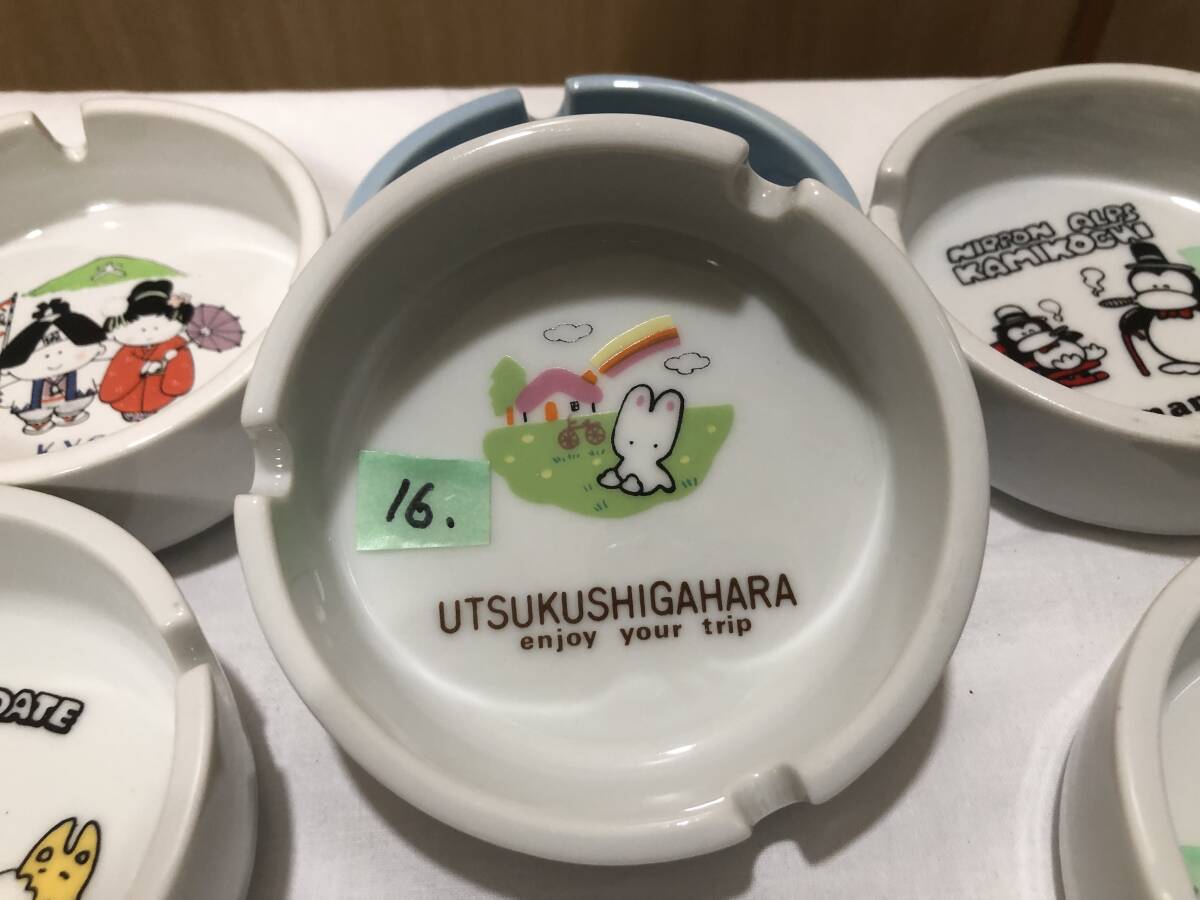 NIPPON ALPS
KAMIKOCHI
16.
UTSUKUSHIGAHARA
enjoy your trip
DATE